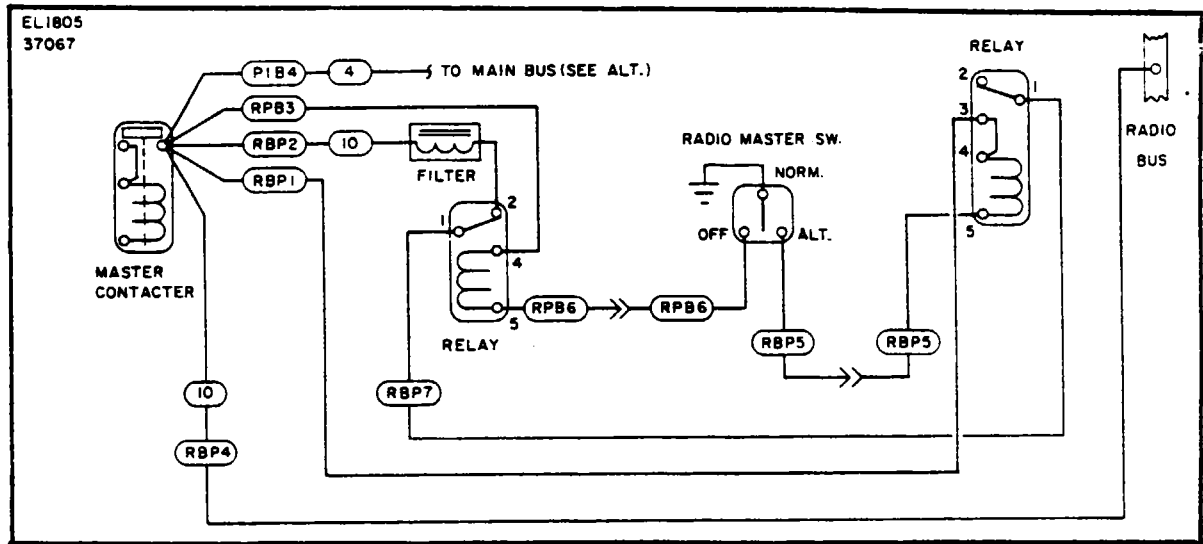 EL1805
37067
P1B4 4 TO MAIN BUS (SEE ALT.)
RPB3
RBP2 10
RBP1
FILTER
MASTER
CONTACTER
1 2 4 5
RELAY
RPB6 RPB6
RADIO MASTER SW.
NORM.
OFF ALT.
RBP5 RBP5
RELAY
2 1 3 4 5
RADIO
BUS
RBP7
10
RBP4